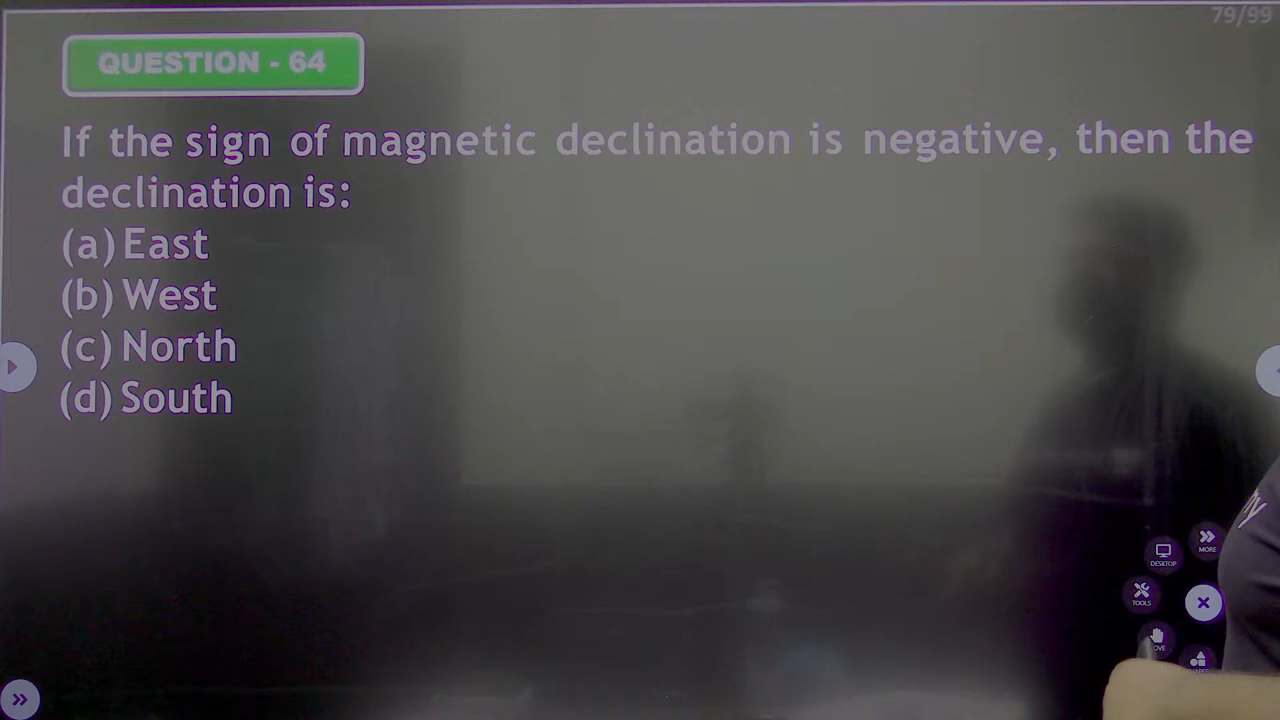 79/99
QUESTION - 64
If the sign of magnetic declination is negative, then the
declination is:
(a) East
(b) West
(c) North
(d) South
MORE
DESKTOP
TOOLS